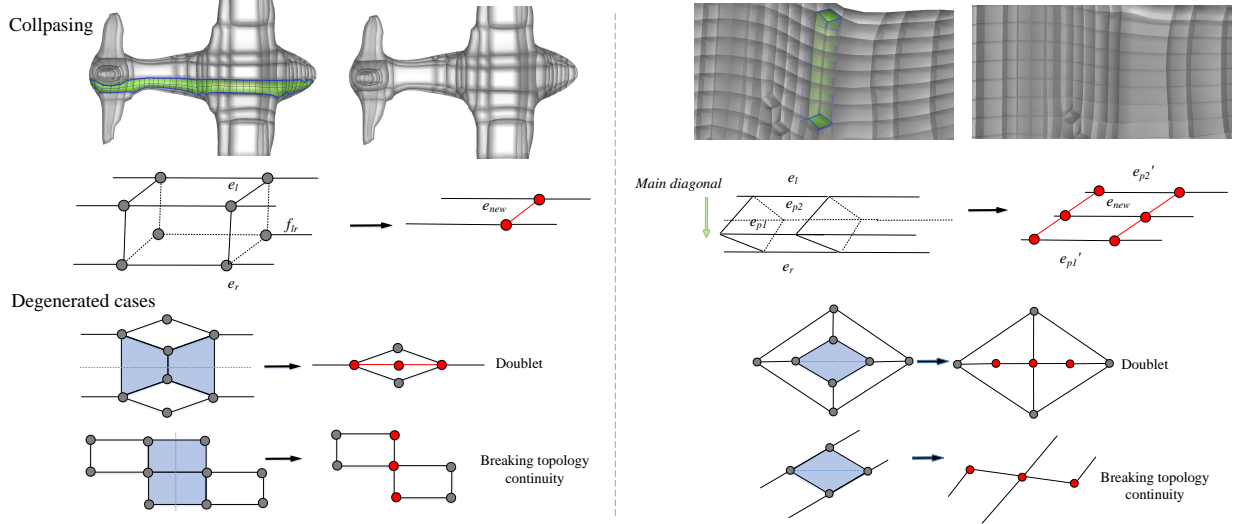 Collpasing
e_l
e_new
f_lr
e_r
Main diagonal
e_l
e_p2
e_p1
e_r
e_p2'
e_new
e_p1'
Degenerated cases
Doublet
Doublet
Breaking topology
continuity
Breaking topology
continuity